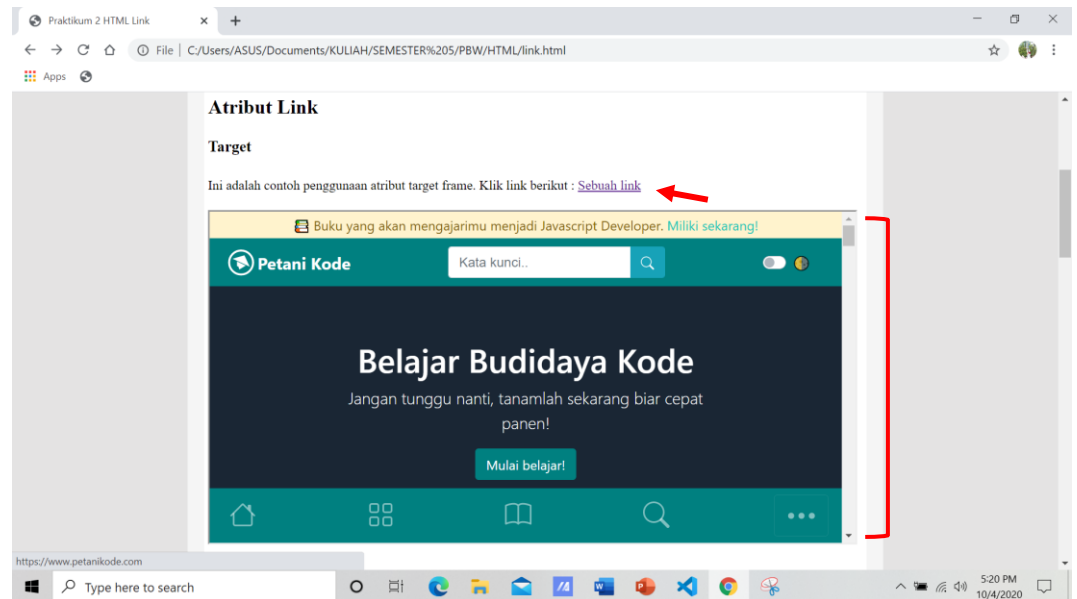 Praktikum 2 HTML Link
File | C:/Users/ASUS/Documents/KULIAH/SEMESTER%205/PBW/HTML/link.html
Apps
Atribut Link
Target
Ini adalah contoh penggunaan atribut target frame. Klik link berikut : Sebuah link
Buku yang akan mengajarimu menjadi Javascript Developer. Miliki sekarang!
Petani Kode
Kata kunci..
Belajar Budidaya Kode
Jangan tunggu nanti, tanamlah sekarang biar cepat
panen!
Mulai belajar!
https://www.petanikode.com
Type here to search
5:20 PM
10/4/2020